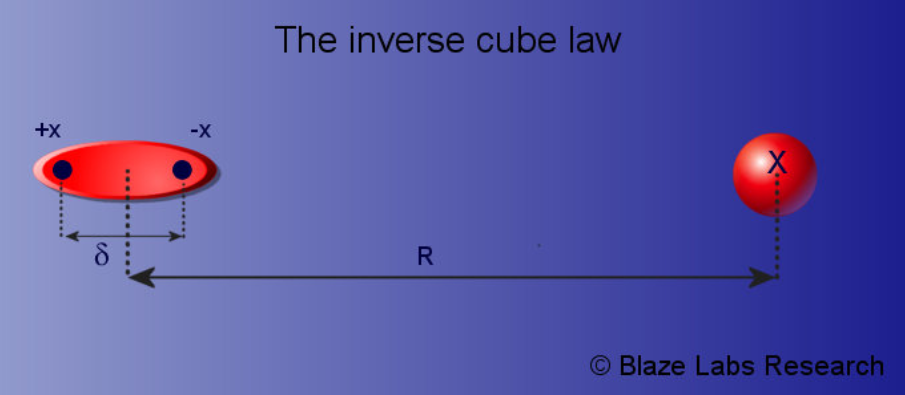 The inverse cube law
+x
-x
X
δ
R
© Blaze Labs Research